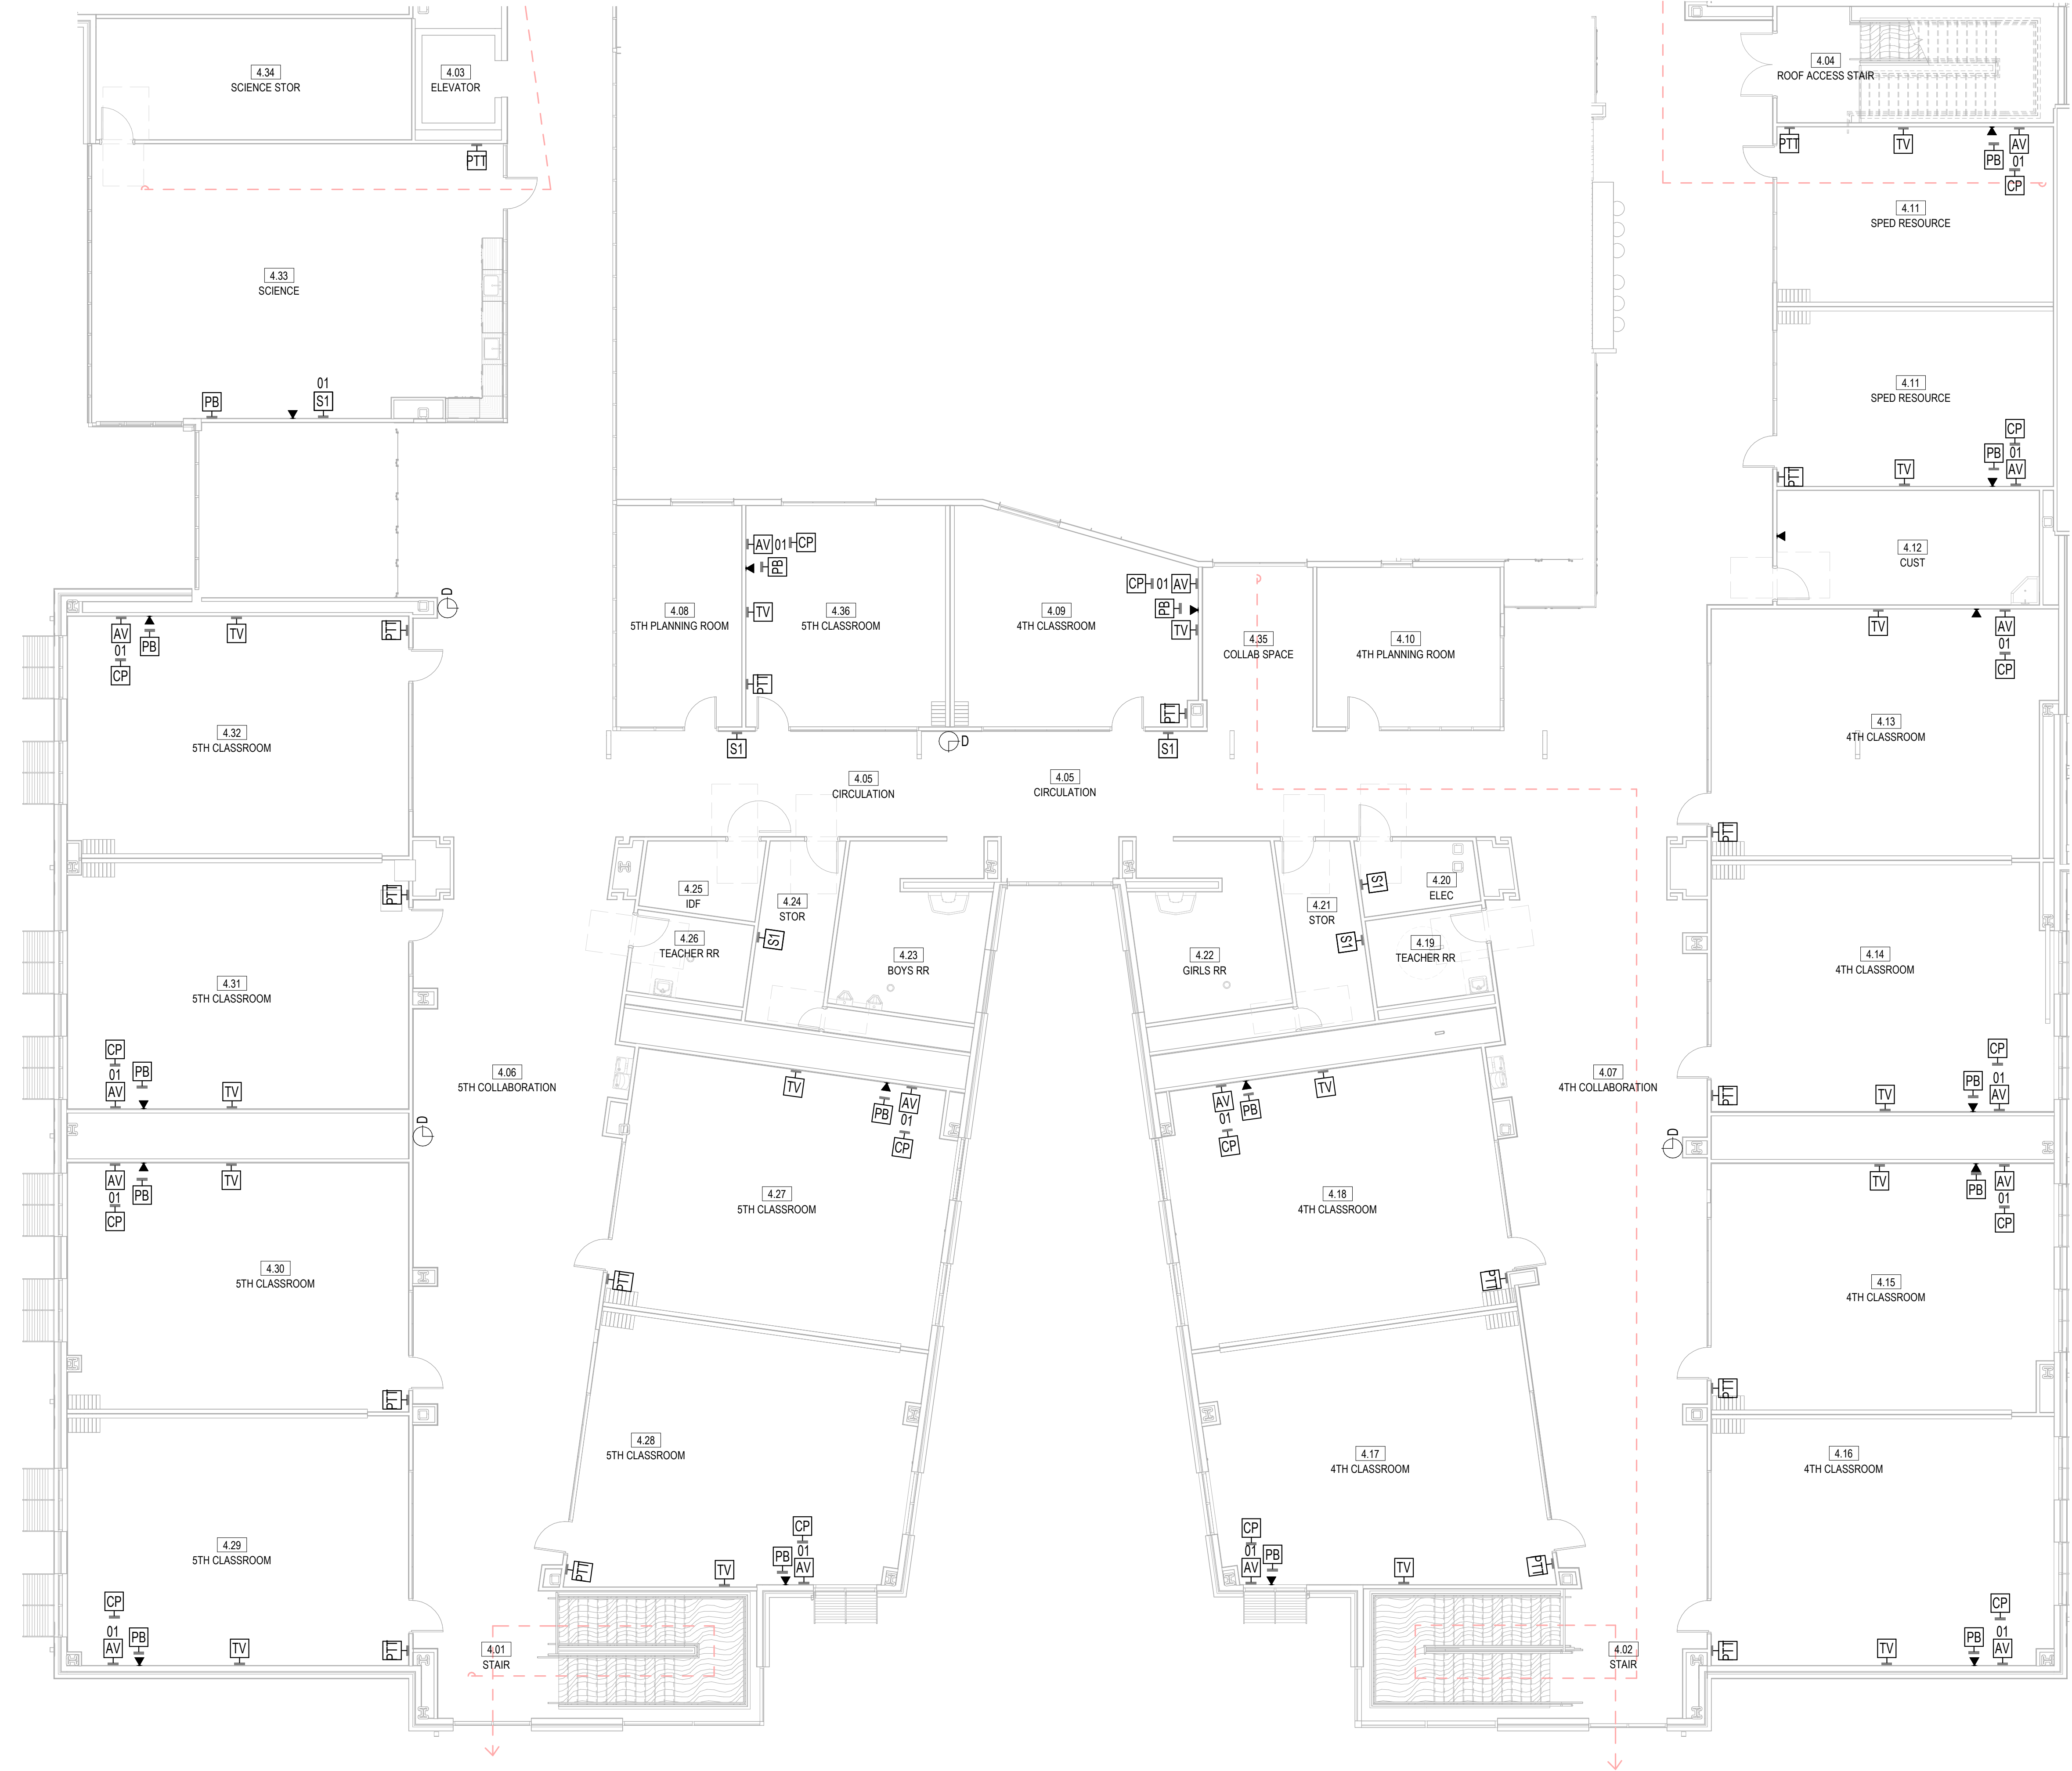 4.34
SCIENCE STOR
4.03
ELEVATOR
4.04
ROOF ACCESS STAIR
PTT
PTT
TV
PB
AV
01
CP
4.11
SPED RESOURCE
4.33
SCIENCE
PB
01
S1
4.11
SPED RESOURCE
CP
PB
01
AV
TV
PTT
4.12
CUST
AV 01 CP
PB
TV
PTT
4.08
5TH PLANNING ROOM
4.36
5TH CLASSROOM
4.09
4TH CLASSROOM
CP 01 AV
PB
TV
PTT
4.35
COLLAB SPACE
4.10
4TH PLANNING ROOM
D
AV
01
CP
PB
TV
PTT
4.32
5TH CLASSROOM
TV
AV
01
CP
4.13
4TH CLASSROOM
PTT
S1
D
S1
4.05
CIRCULATION
4.05
CIRCULATION
4.25
IDF
4.24
STOR
S1
4.26
TEACHER RR
4.23
BOYS RR
4.22
GIRLS RR
4.21
STOR
S1
S1
4.20
ELEC
4.19
TEACHER RR
PTT
4.31
5TH CLASSROOM
CP
01
AV
PB
TV
4.14
4TH CLASSROOM
CP
PB
01
AV
TV
PTT
4.06
5TH COLLABORATION
4.07
4TH COLLABORATION
D
D
TV
PB
AV
01
CP
4.27
5TH CLASSROOM
PTT
AV
01
CP
PB
TV
4.18
4TH CLASSROOM
PTT
AV
01
CP
PB
TV
4.30
5TH CLASSROOM
PTT
TV
PB
AV
01
CP
4.15
4TH CLASSROOM
PTT
4.28
5TH CLASSROOM
CP
PB
01
AV
TV
PTT
4.17
4TH CLASSROOM
CP
01
AV
PB
TV
PTT
4.29
5TH CLASSROOM
CP
01
AV
PB
TV
PTT
4.16
4TH CLASSROOM
CP
PB
01
AV
TV
PTT
4.01
STAIR
4.02
STAIR